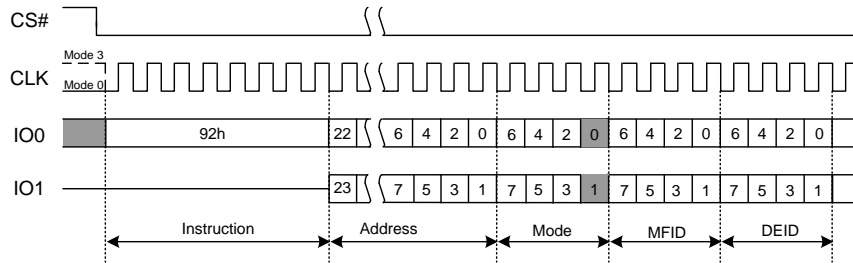 CS#
Mode 3
CLK
Mode 0
IO0 92h 22 6 4 2 0 6 4 2 0 6 4 2 0 6 4 2 0
IO1 23 7 5 3 1 7 5 3 1 7 5 3 1 7 5 3 1
Instruction Address Mode MFID DEID